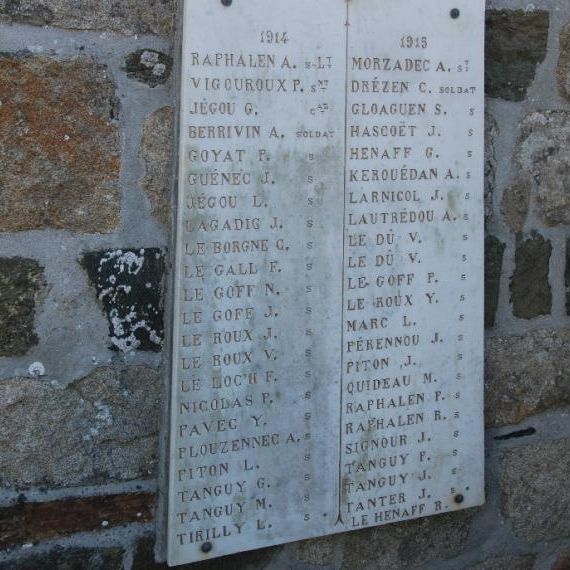 1914
RAPHALEN A. S-LT
VIGOUROUX P. SNT
JÉGOU G. CAL
BERRIVIN A. SOLDAT
GOYAT P. S
GUÉNEC J. S
JÉGOU L. S
LAGADIG J. S
LE BORGNE C. S
LE GALL F. S
LE GOFF N. S
LE GOFF J. S
LE ROUX J. S
LE ROUX V. S
LE LOC'H F. S
NICOLAS P. S
PAVEC Y. S
PLOUZENNEC A. S
PITON L. S
TANGUY G. S
TANGUY M. S
TIRILLY L. S
1915
MORZADEC A. ST
DRÉZEN C. SOLDAT
GLOAGUEN S. S
HASCOËT J. S
HENAFF G. S
KEROUÉDAN A. S
LARNICOL J. S
LAUTRÉDOU A. S
LE DÛ V. S
LE DÛ V. S
LE GOFF P. S
LE ROUX Y. S
MARC L. S
PÉRENNOU J. S
PITON J. S
QUIDEAU M. S
RAPHALEN P. S
RAPHALEN R. S
SIGNOUR J. S
TANGUY P. S
TANGUY J. S
TANTER J. S
LE HENAFF R. S